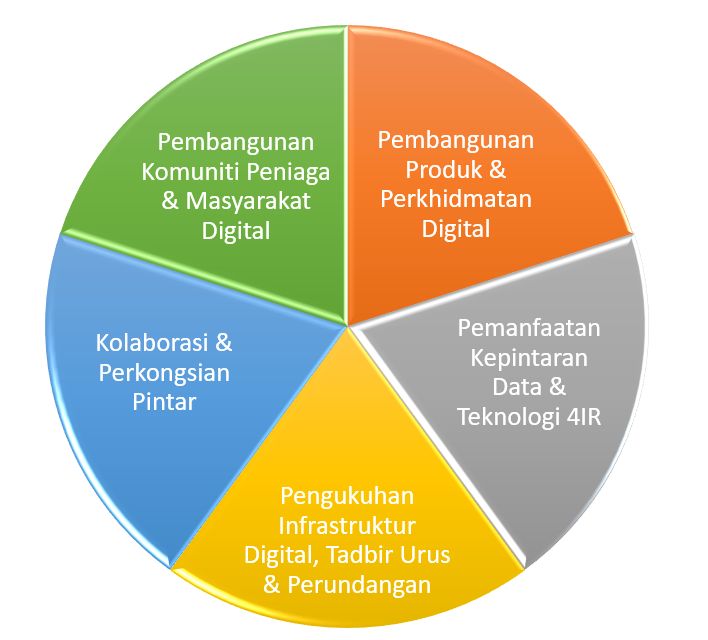 Pembangunan
Komuniti Peniaga
& Masyarakat
Digital
Pembangunan
Produk &
Perkhidmatan
Digital
Pemanfaatan
Kepintaran
Data &
Teknologi 4IR
Pengukuhan
Infrastruktur
Digital, Tadbir Urus
& Perundangan
Kolaborasi &
Perkongsian
Pintar